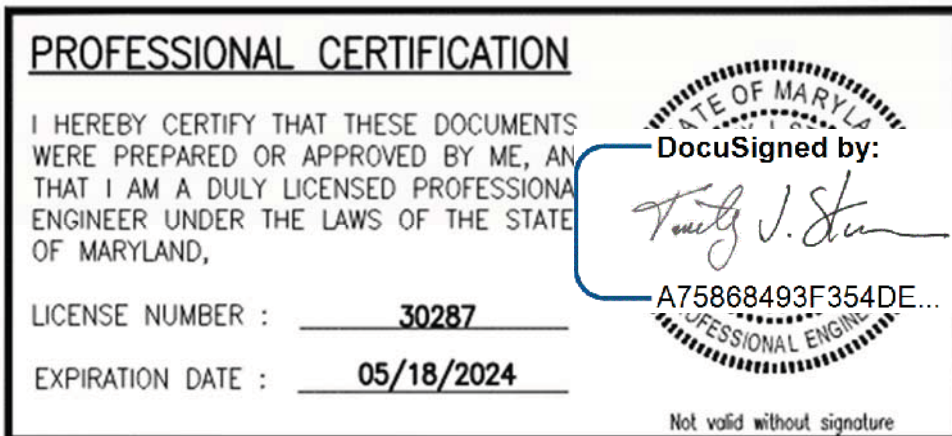 PROFESSIONAL CERTIFICATION
I HEREBY CERTIFY THAT THESE DOCUMENTS
WERE PREPARED OR APPROVED BY ME, AN
THAT I AM A DULY LICENSED PROFESSIONA
ENGINEER UNDER THE LAWS OF THE STATE
OF MARYLAND,
LICENSE NUMBER : 30287
EXPIRATION DATE : 05/18/2024
ATE OF MARYLA
DocuSigned by:
A75868493F354DE...
OFESSIONAL ENGINE
Not valid without signature